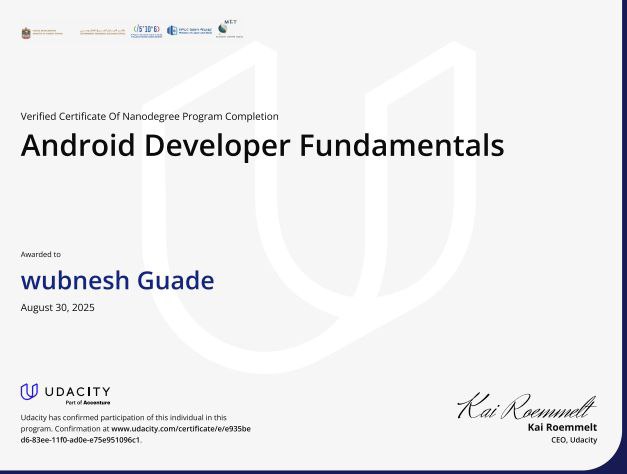 MET
Verified Certificate Of Nanodegree Program Completion
Android Developer Fundamentals
Awarded to
wubnesh Guade
August 30, 2025
UDACITY
Part of Accenture
Udacity has confirmed participation of this individual in this
program. Confirmation at www.udacity.com/certificate/e/e935be
d6-83ee-11f0-ad0e-e75e951096c1.
Kai Roemmelt
Kai Roemmelt
CEO, Udacity